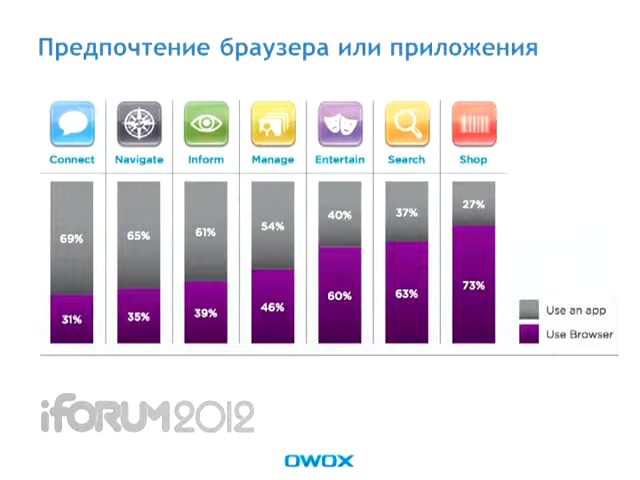 Предпочтение браузера или приложения
Connect Navigate Inform Manage Entertain Search Shop
69% 65% 61% 54% 40% 37% 27%
31% 35% 39% 46% 60% 63% 73%
Use an app
Use Browser
iFORUM2012
OWOX